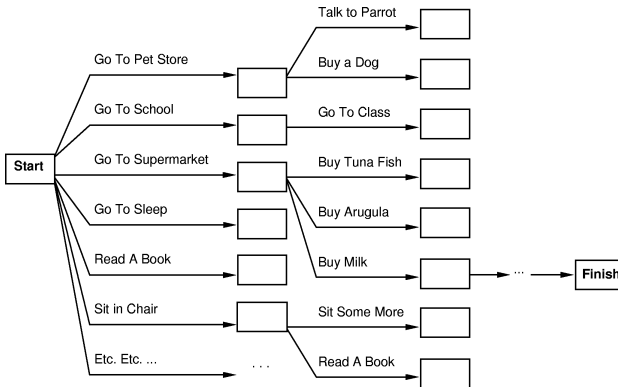 Talk to Parrot
Go To Pet Store
Buy a Dog
Go To School
Go To Class
Start
Go To Supermarket
Buy Tuna Fish
Go To Sleep
Buy Arugula
Read A Book
Buy Milk
...
Finish
Sit in Chair
Sit Some More
Etc. Etc. ...
. . .
Read A Book